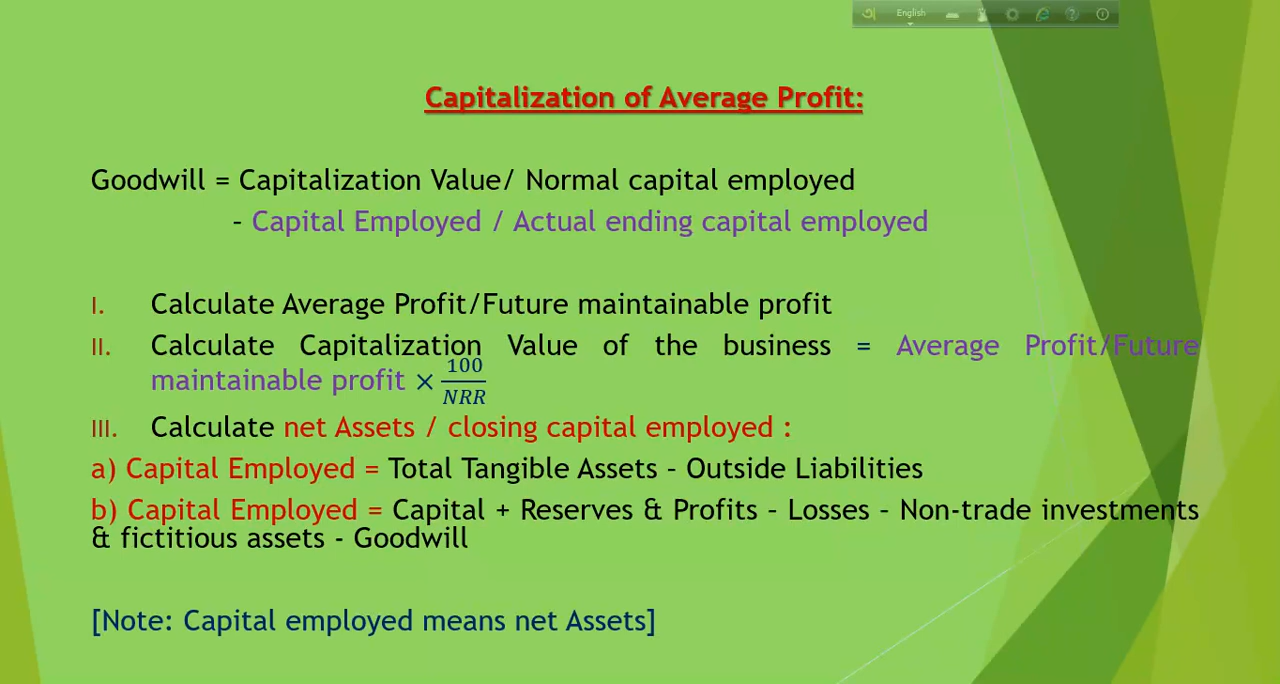 অ English
Capitalization of Average Profit:
Goodwill = Capitalization Value/ Normal capital employed
– Capital Employed / Actual ending capital employed
I. Calculate Average Profit/Future maintainable profit
II. Calculate Capitalization Value of the business = Average Profit/Future
maintainable profit × 100/NRR
III. Calculate net Assets / closing capital employed :
a) Capital Employed = Total Tangible Assets – Outside Liabilities
b) Capital Employed = Capital + Reserves & Profits – Losses – Non-trade investments
& fictitious assets - Goodwill
[Note: Capital employed means net Assets]